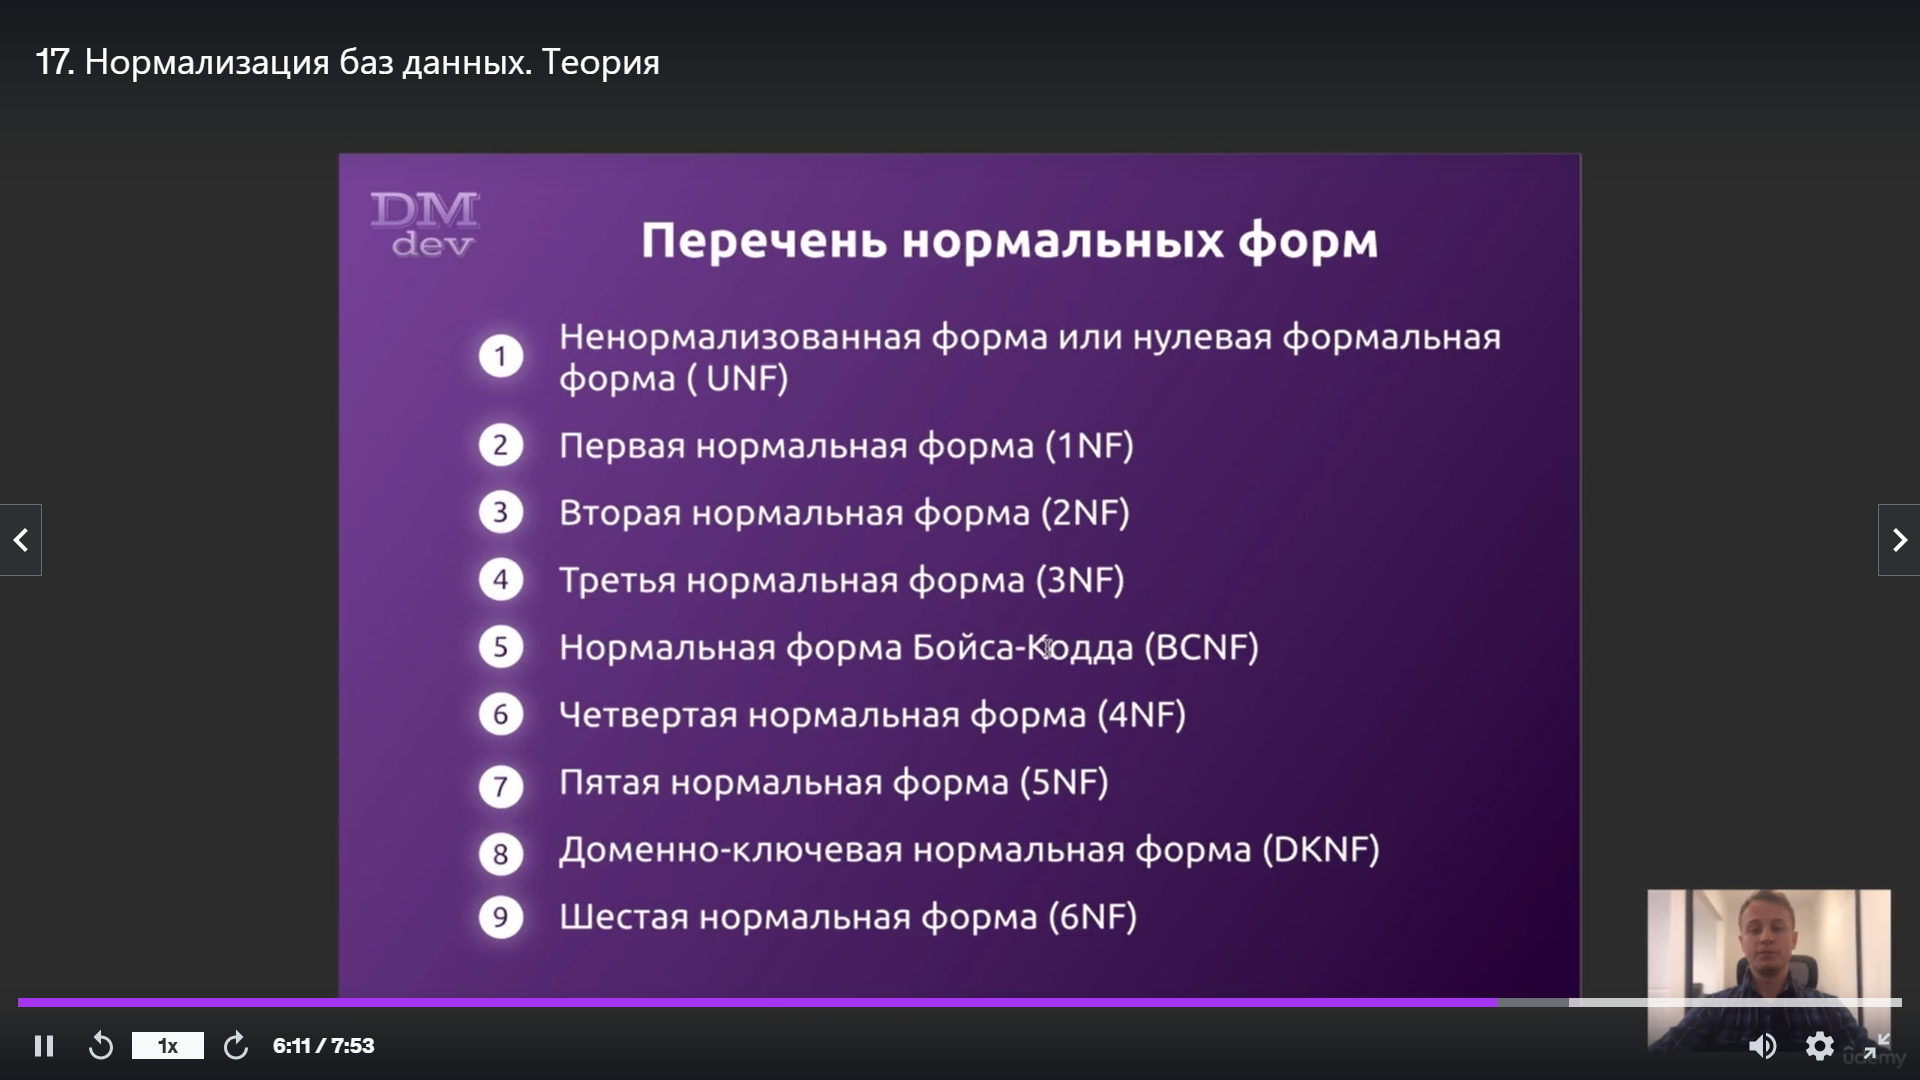 17. Нормализация баз данных. Теория
DM
dev
Перечень нормальных форм
1 Ненормализованная форма или нулевая формальная
форма ( UNF)
2 Первая нормальная форма (1NF)
3 Вторая нормальная форма (2NF)
4 Третья нормальная форма (3NF)
5 Нормальная форма Бойса-Кодда (BCNF)
6 Четвертая нормальная форма (4NF)
7 Пятая нормальная форма (5NF)
8 Доменно-ключевая нормальная форма (DKNF)
9 Шестая нормальная форма (6NF)
1x
6:11 / 7:53
ûdemy